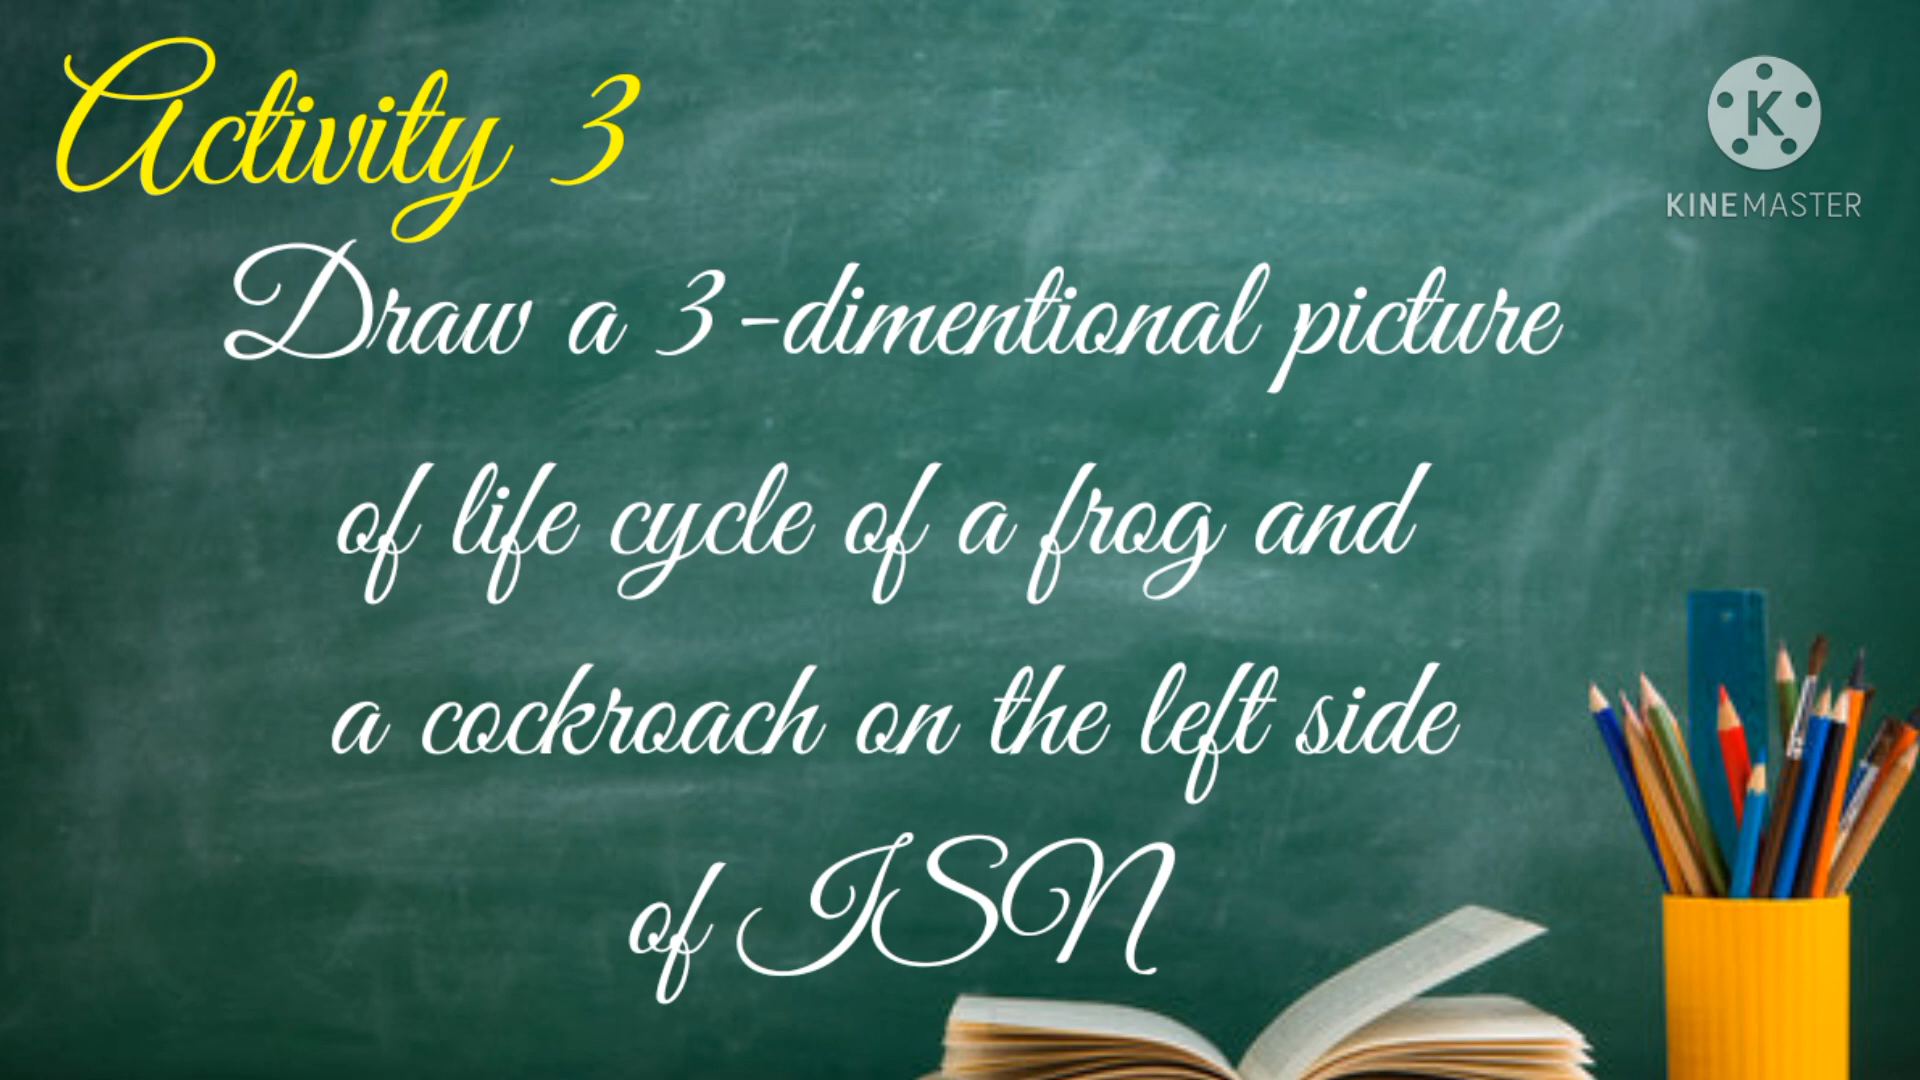 Activity 3
K
KINEMASTER
Draw a 3-dimentional picture
of life cycle of a frog and
a cockroach on the left side
of ISN